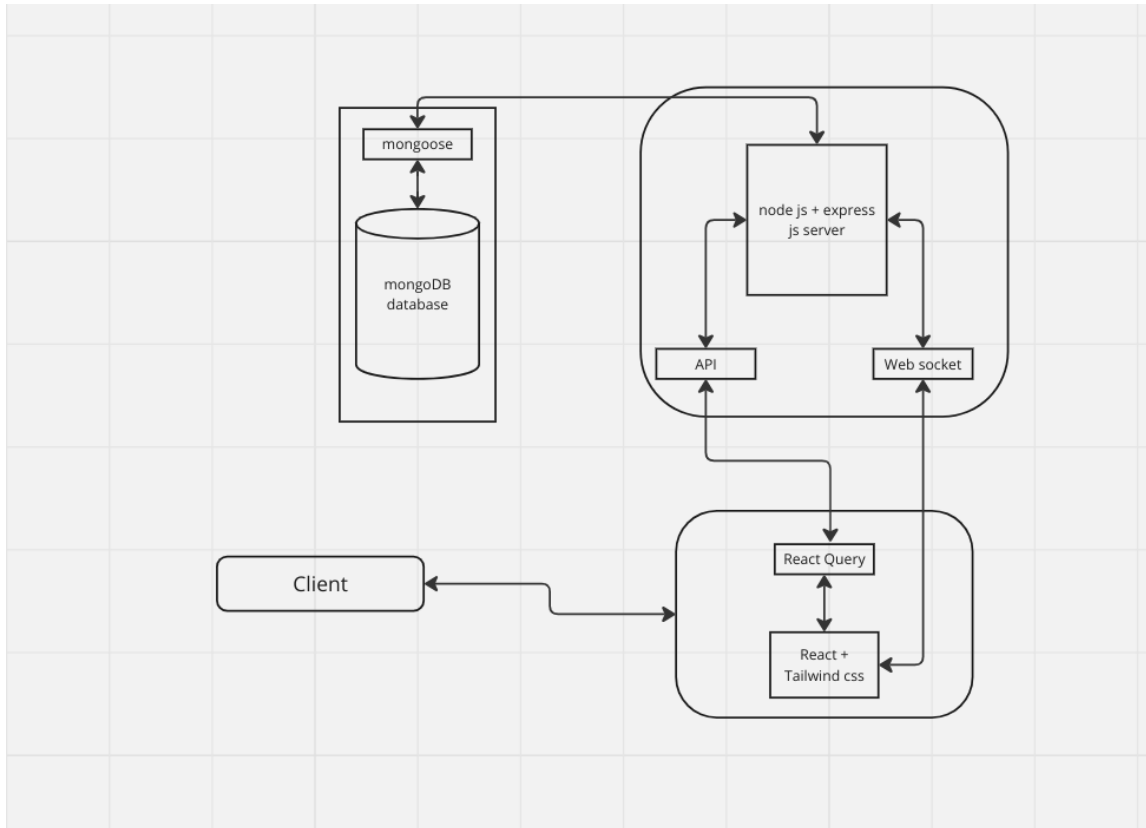 mongoose
mongoDB
database
node js + express
js server
API
Web socket
Client
React Query
React +
Tailwind css